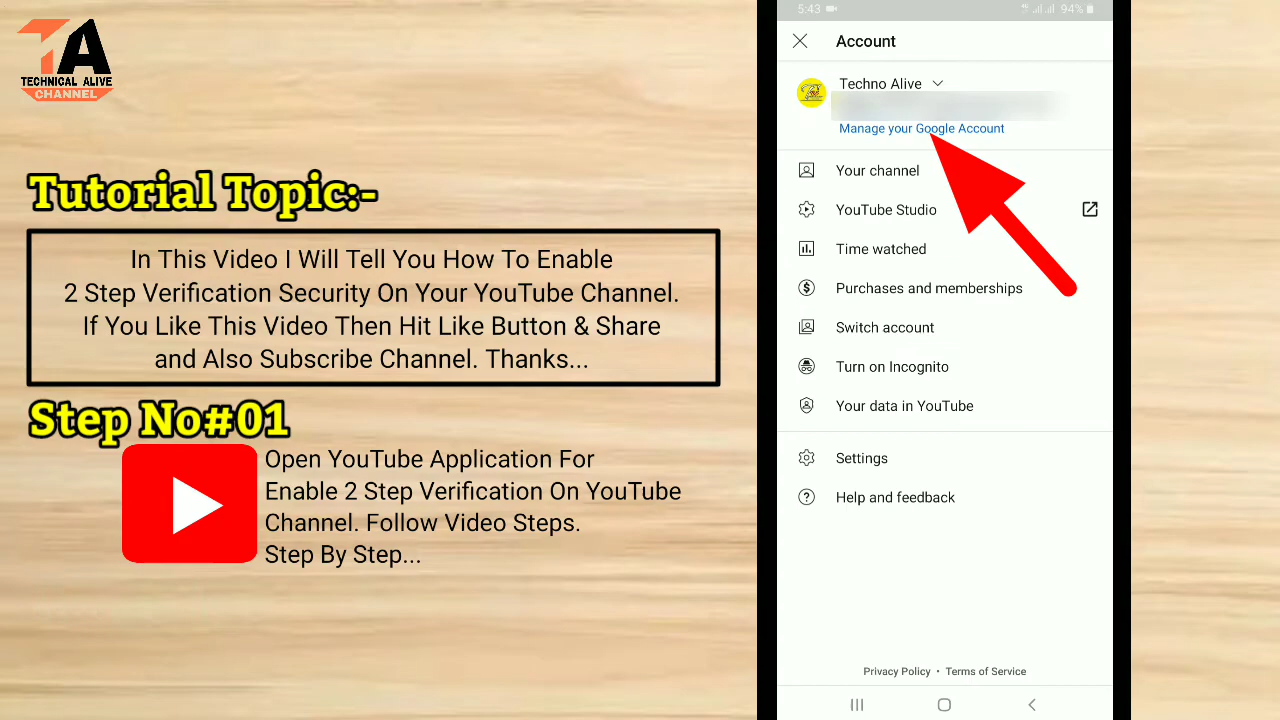 TA
TECHNICAL ALIVE
CHANNEL
Tutorial Topic:-
In This Video I Will Tell You How To Enable
2 Step Verification Security On Your YouTube Channel.
If You Like This Video Then Hit Like Button & Share
and Also Subscribe Channel. Thanks...
Step No#01
Open YouTube Application For
Enable 2 Step Verification On YouTube
Channel. Follow Video Steps.
Step By Step...
5:43 94%
Account
Techno Alive
Manage your Google Account
Your channel
YouTube Studio
Time watched
Purchases and memberships
Switch account
Turn on Incognito
Your data in YouTube
Settings
Help and feedback
Privacy Policy • Terms of Service